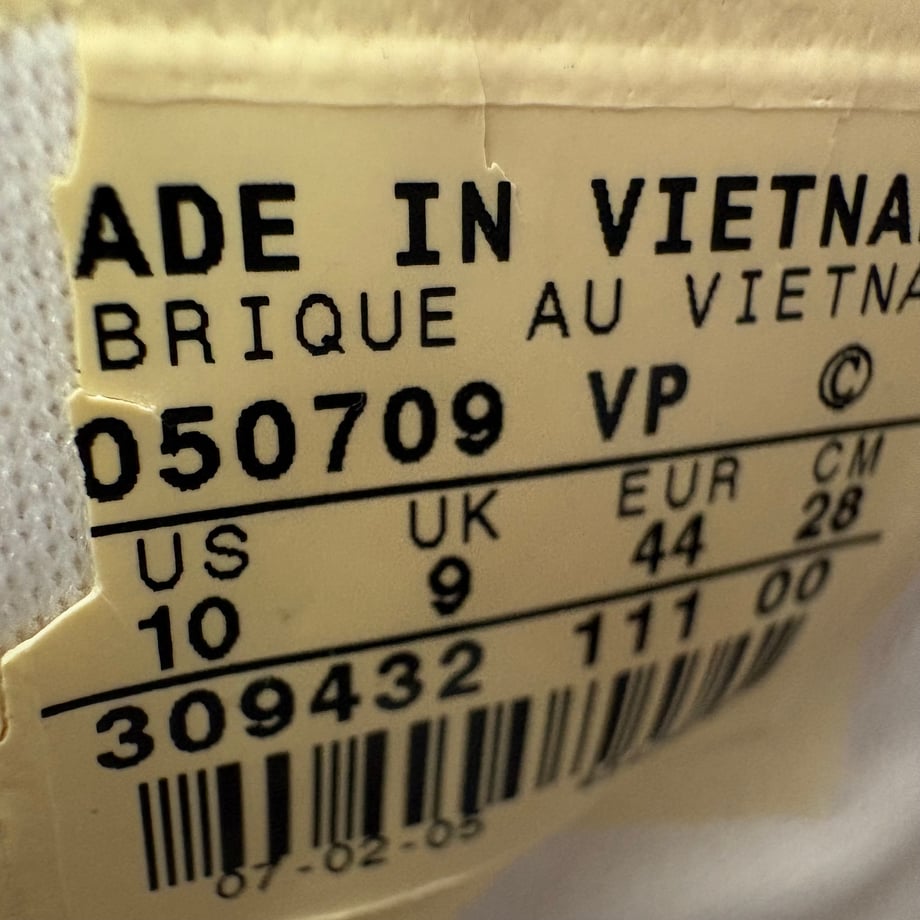 ADE IN VIETNA
BRIQUE AU VIETNA
050709 VP ©
US UK EUR CM
10 9 44 28
309432 111 00
07-02-05